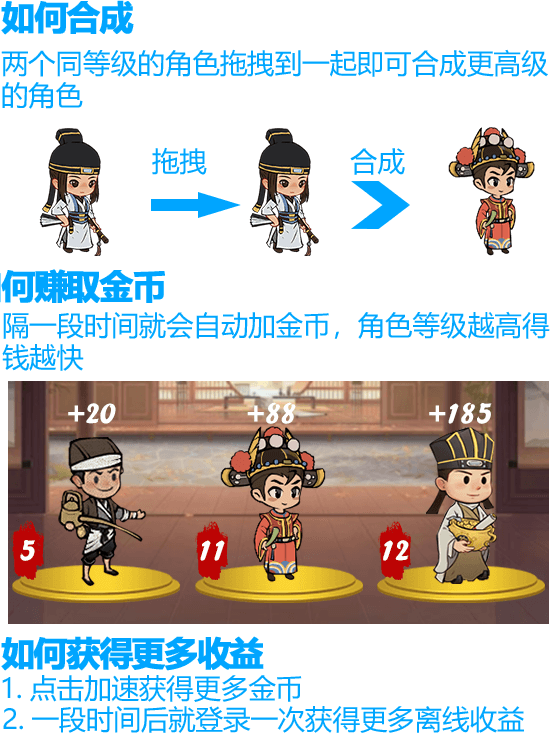 如何合成
两个同等级的角色拖拽到一起即可合成更高级
的角色
拖拽 合成
何赚取金币
隔一段时间就会自动加金币，角色等级越高得
钱越快
+20 +88 +185
5 11 12
如何获得更多收益
1. 点击加速获得更多金币
2. 一段时间后就登录一次获得更多离线收益